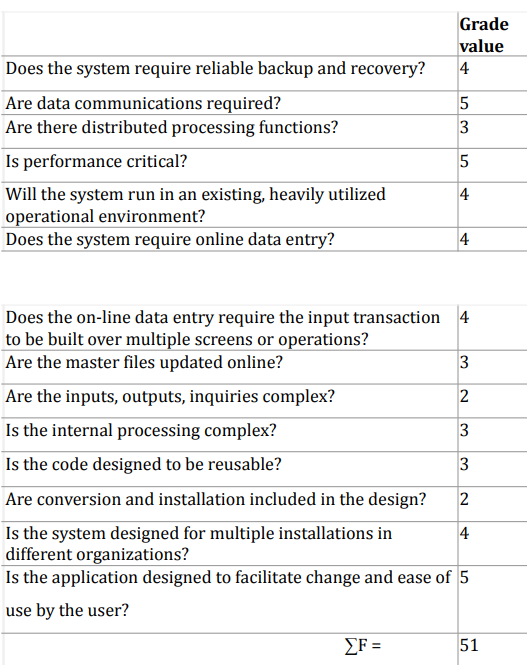 Grade
value
Does the system require reliable backup and recovery? 4
Are data communications required? 5
Are there distributed processing functions? 3
Is performance critical? 5
Will the system run in an existing, heavily utilized 4
operational environment?
Does the system require online data entry? 4
Does the on-line data entry require the input transaction 4
to be built over multiple screens or operations?
Are the master files updated online? 3
Are the inputs, outputs, inquiries complex? 2
Is the internal processing complex? 3
Is the code designed to be reusable? 3
Are conversion and installation included in the design? 2
Is the system designed for multiple installations in 4
different organizations?
Is the application designed to facilitate change and ease of 5
use by the user?
∑F = 51